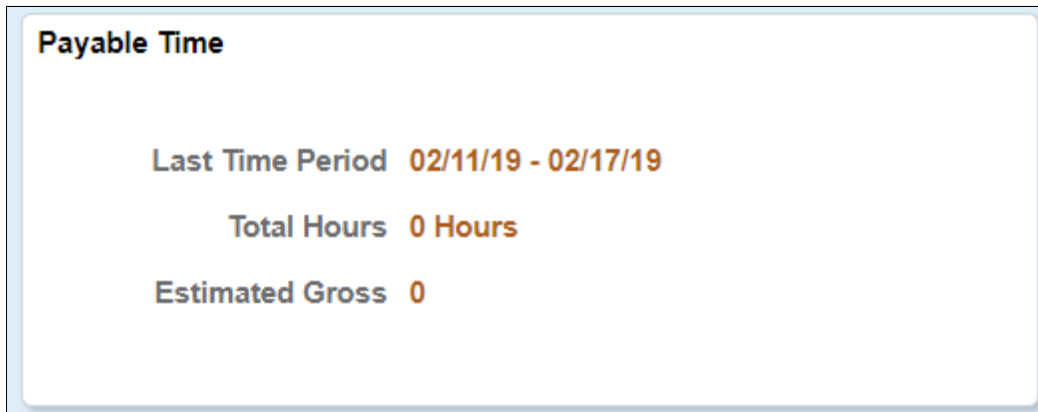 Payable Time
Last Time Period 02/11/19 - 02/17/19
Total Hours 0 Hours
Estimated Gross 0